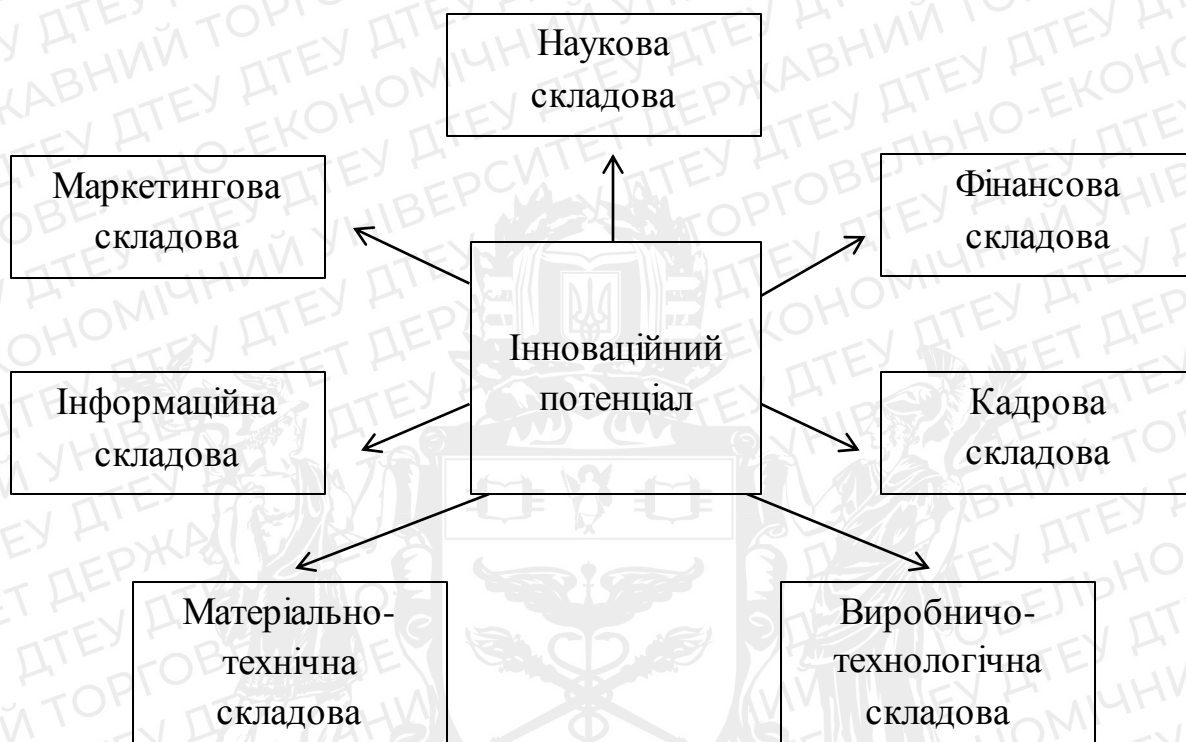 Наукова
складова
Маркетингова
складова
Фінансова
складова
Інноваційний
потенціал
Інформаційна
складова
Кадрова
складова
Матеріально-
технічна
складова
Виробничо-
технологічна
складова